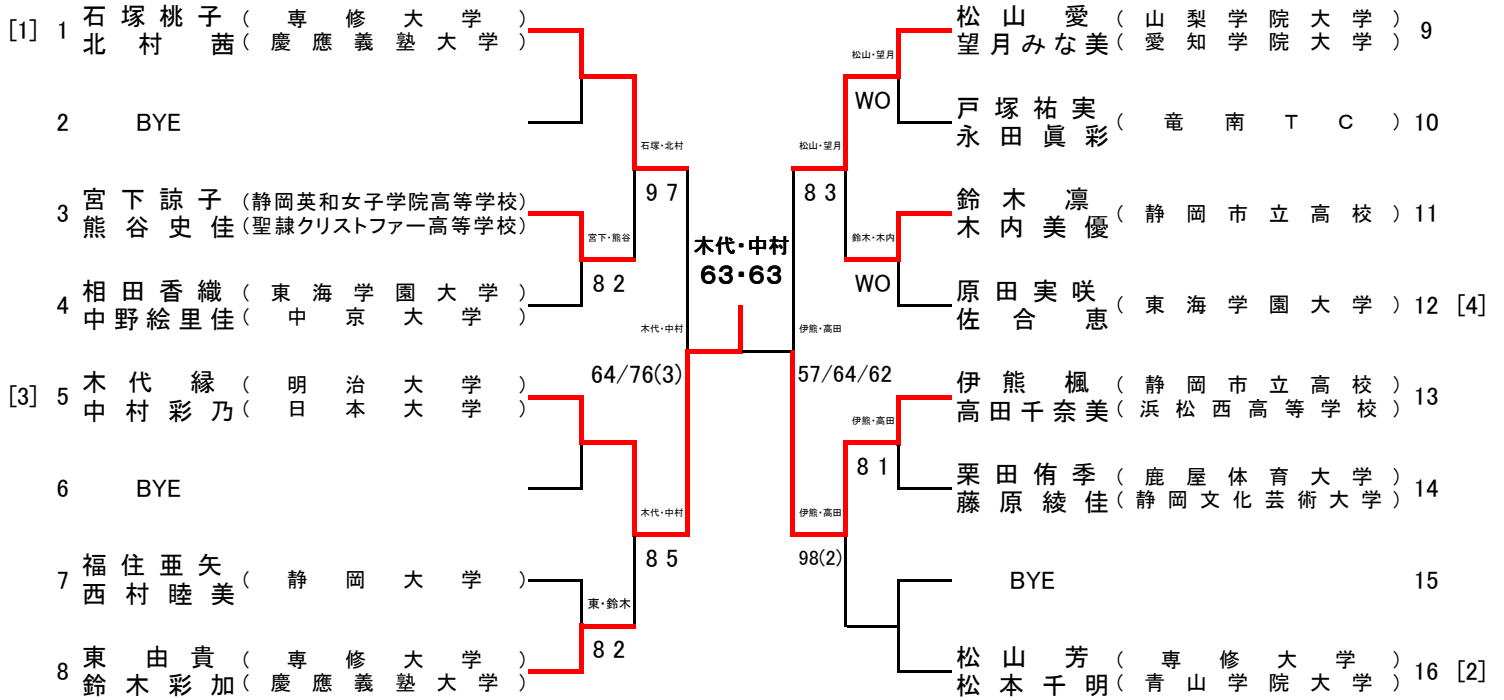 [1] 1 石塚桃子 (専修大学)
北村茜 (慶應義塾大学)
2 BYE
3 宮下諒子 (静岡英和女子学院高等学校)
熊谷史佳 (聖隷クリストファー高等学校)
4 相田香織 (東海学園大学)
中野絵里佳 (中京大学)
[3] 5 木代縁 (明治大学)
中村彩乃 (日本大学)
6 BYE
7 福住亜矢 (静岡大学)
西村睦美
8 東由貴 (専修大学)
鈴木彩加 (慶應義塾大学)
宮下・熊谷
82
東・鈴木
82
石塚・北村
97
木代・中村
85
木代・中村
64/76(3)
木代・中村
63・63
伊熊・高田
57/64/62
松山・望月
83
伊熊・高田
98(2)
松山・望月
WO
鈴木・木内
WO
伊熊・高田
81
松山愛 (山梨学院大学) 9
望月みな美 (愛知学院大学)
戸塚祐実 (竜南TC) 10
永田眞彩
鈴木凛 (静岡市立高校) 11
木内美優
原田実咲 (東海学園大学) 12 [4]
佐合恵
伊熊楓 (静岡市立高校) 13
高田千奈美 (浜松西高等学校)
栗田侑季 (鹿屋体育大学) 14
藤原綾佳 (静岡文化芸術大学)
BYE 15
松山芳 (専修大学) 16 [2]
松本千明 (青山学院大学)